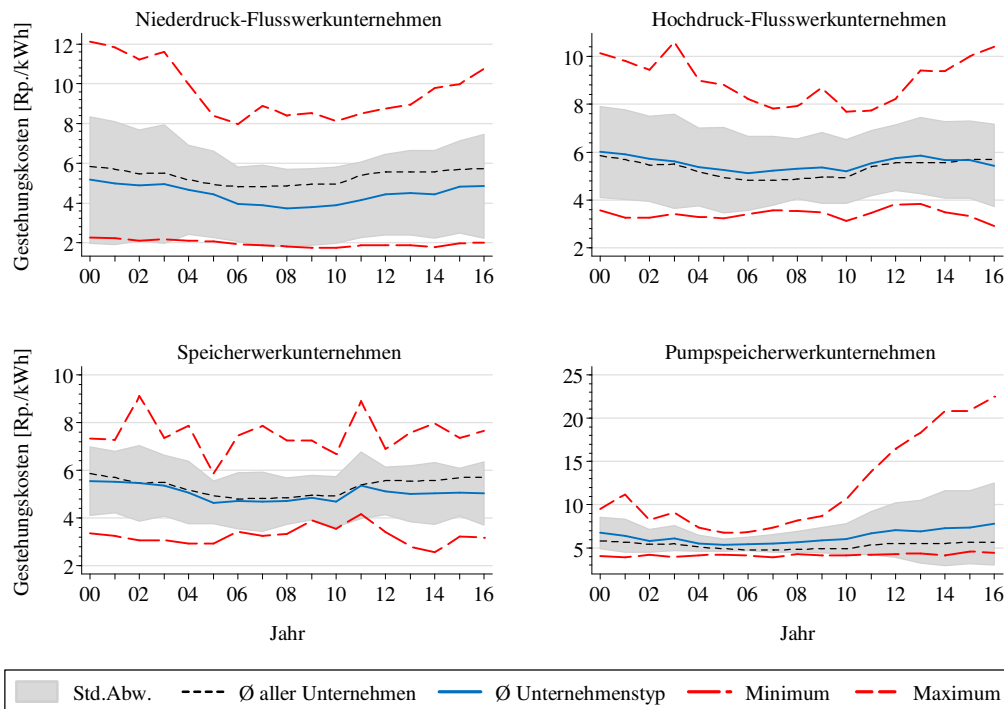 Niederdruck-Flusswerkunternehmen
Gestehungskosten [Rp./kWh]
12
10
8
6
4
2
00 02 04 06 08 10 12 14 16
Hochdruck-Flusswerkunternehmen
10
8
6
4
2
00 02 04 06 08 10 12 14 16
Speicherwerkunternehmen
Gestehungskosten [Rp./kWh]
10
8
6
4
2
00 02 04 06 08 10 12 14 16
Jahr
Pumpspeicherwerkunternehmen
25
20
15
10
5
00 02 04 06 08 10 12 14 16
Jahr
Std.Abw. Ø aller Unternehmen Ø Unternehmenstyp Minimum Maximum